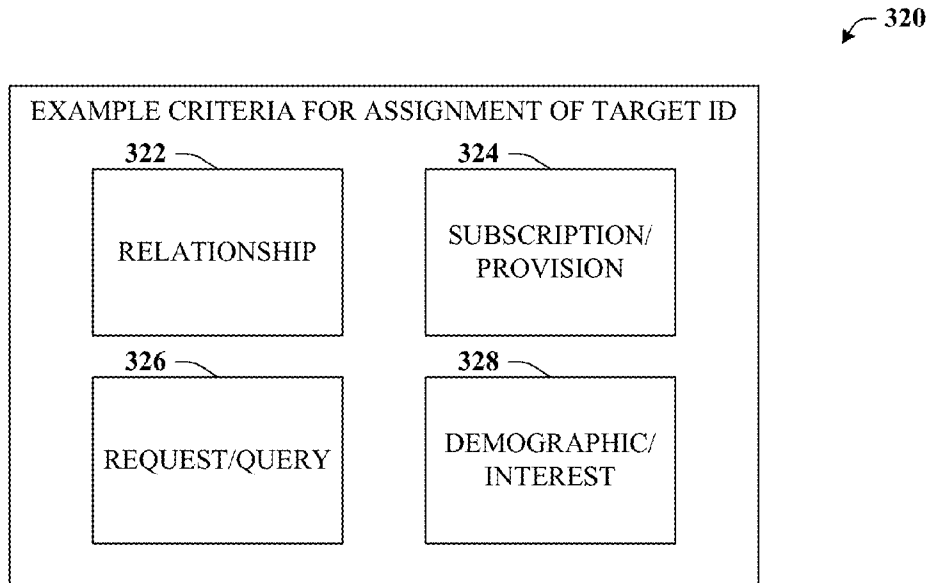 320
EXAMPLE CRITERIA FOR ASSIGNMENT OF TARGET ID
322
324
RELATIONSHIP
SUBSCRIPTION/
PROVISION
326
328
REQUEST/QUERY
DEMOGRAPHIC/
INTEREST